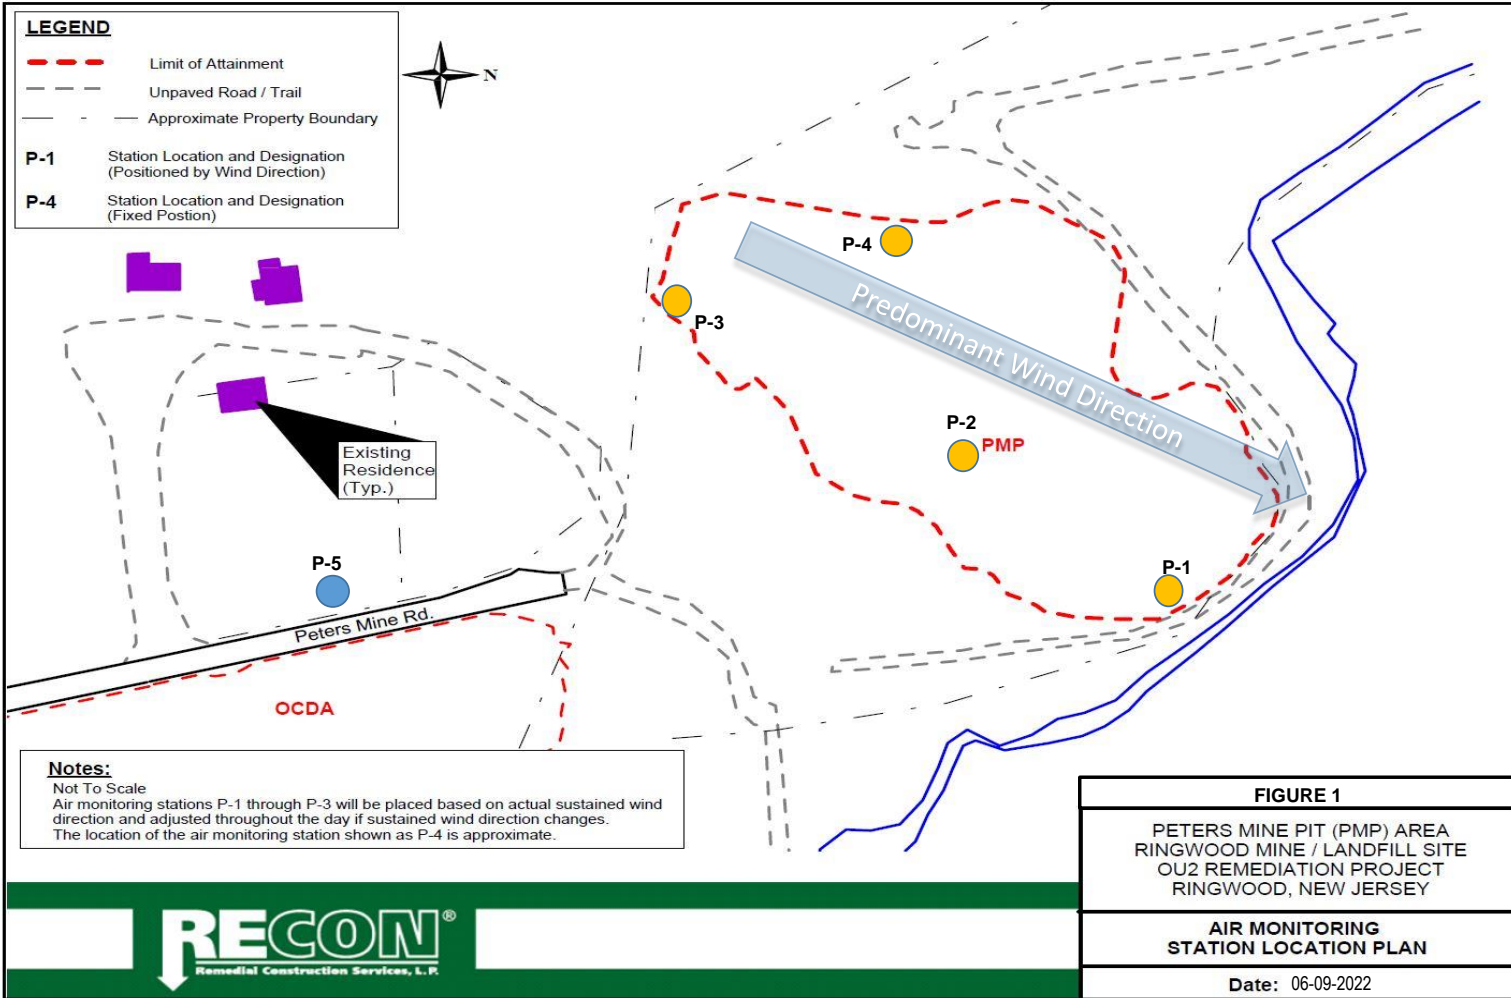 LEGEND
Limit of Attainment
Unpaved Road / Trail
Approximate Property Boundary
P-1 Station Location and Designation
(Positioned by Wind Direction)
P-4 Station Location and Designation
(Fixed Postion)
N
P-4
P-3
Predominant Wind Direction
P-2
PMP
Existing
Residence
(Typ.)
P-5
P-1
Peters Mine Rd.
OCDA
Notes:
Not To Scale
Air monitoring stations P-1 through P-3 will be placed based on actual sustained wind
direction and adjusted throughout the day if sustained wind direction changes.
The location of the air monitoring station shown as P-4 is approximate.
FIGURE 1
PETERS MINE PIT (PMP) AREA
RINGWOOD MINE / LANDFILL SITE
OU2 REMEDIATION PROJECT
RINGWOOD, NEW JERSEY
AIR MONITORING
STATION LOCATION PLAN
Date: 06-09-2022
RECON®
Remedial Construction Services, L.P.